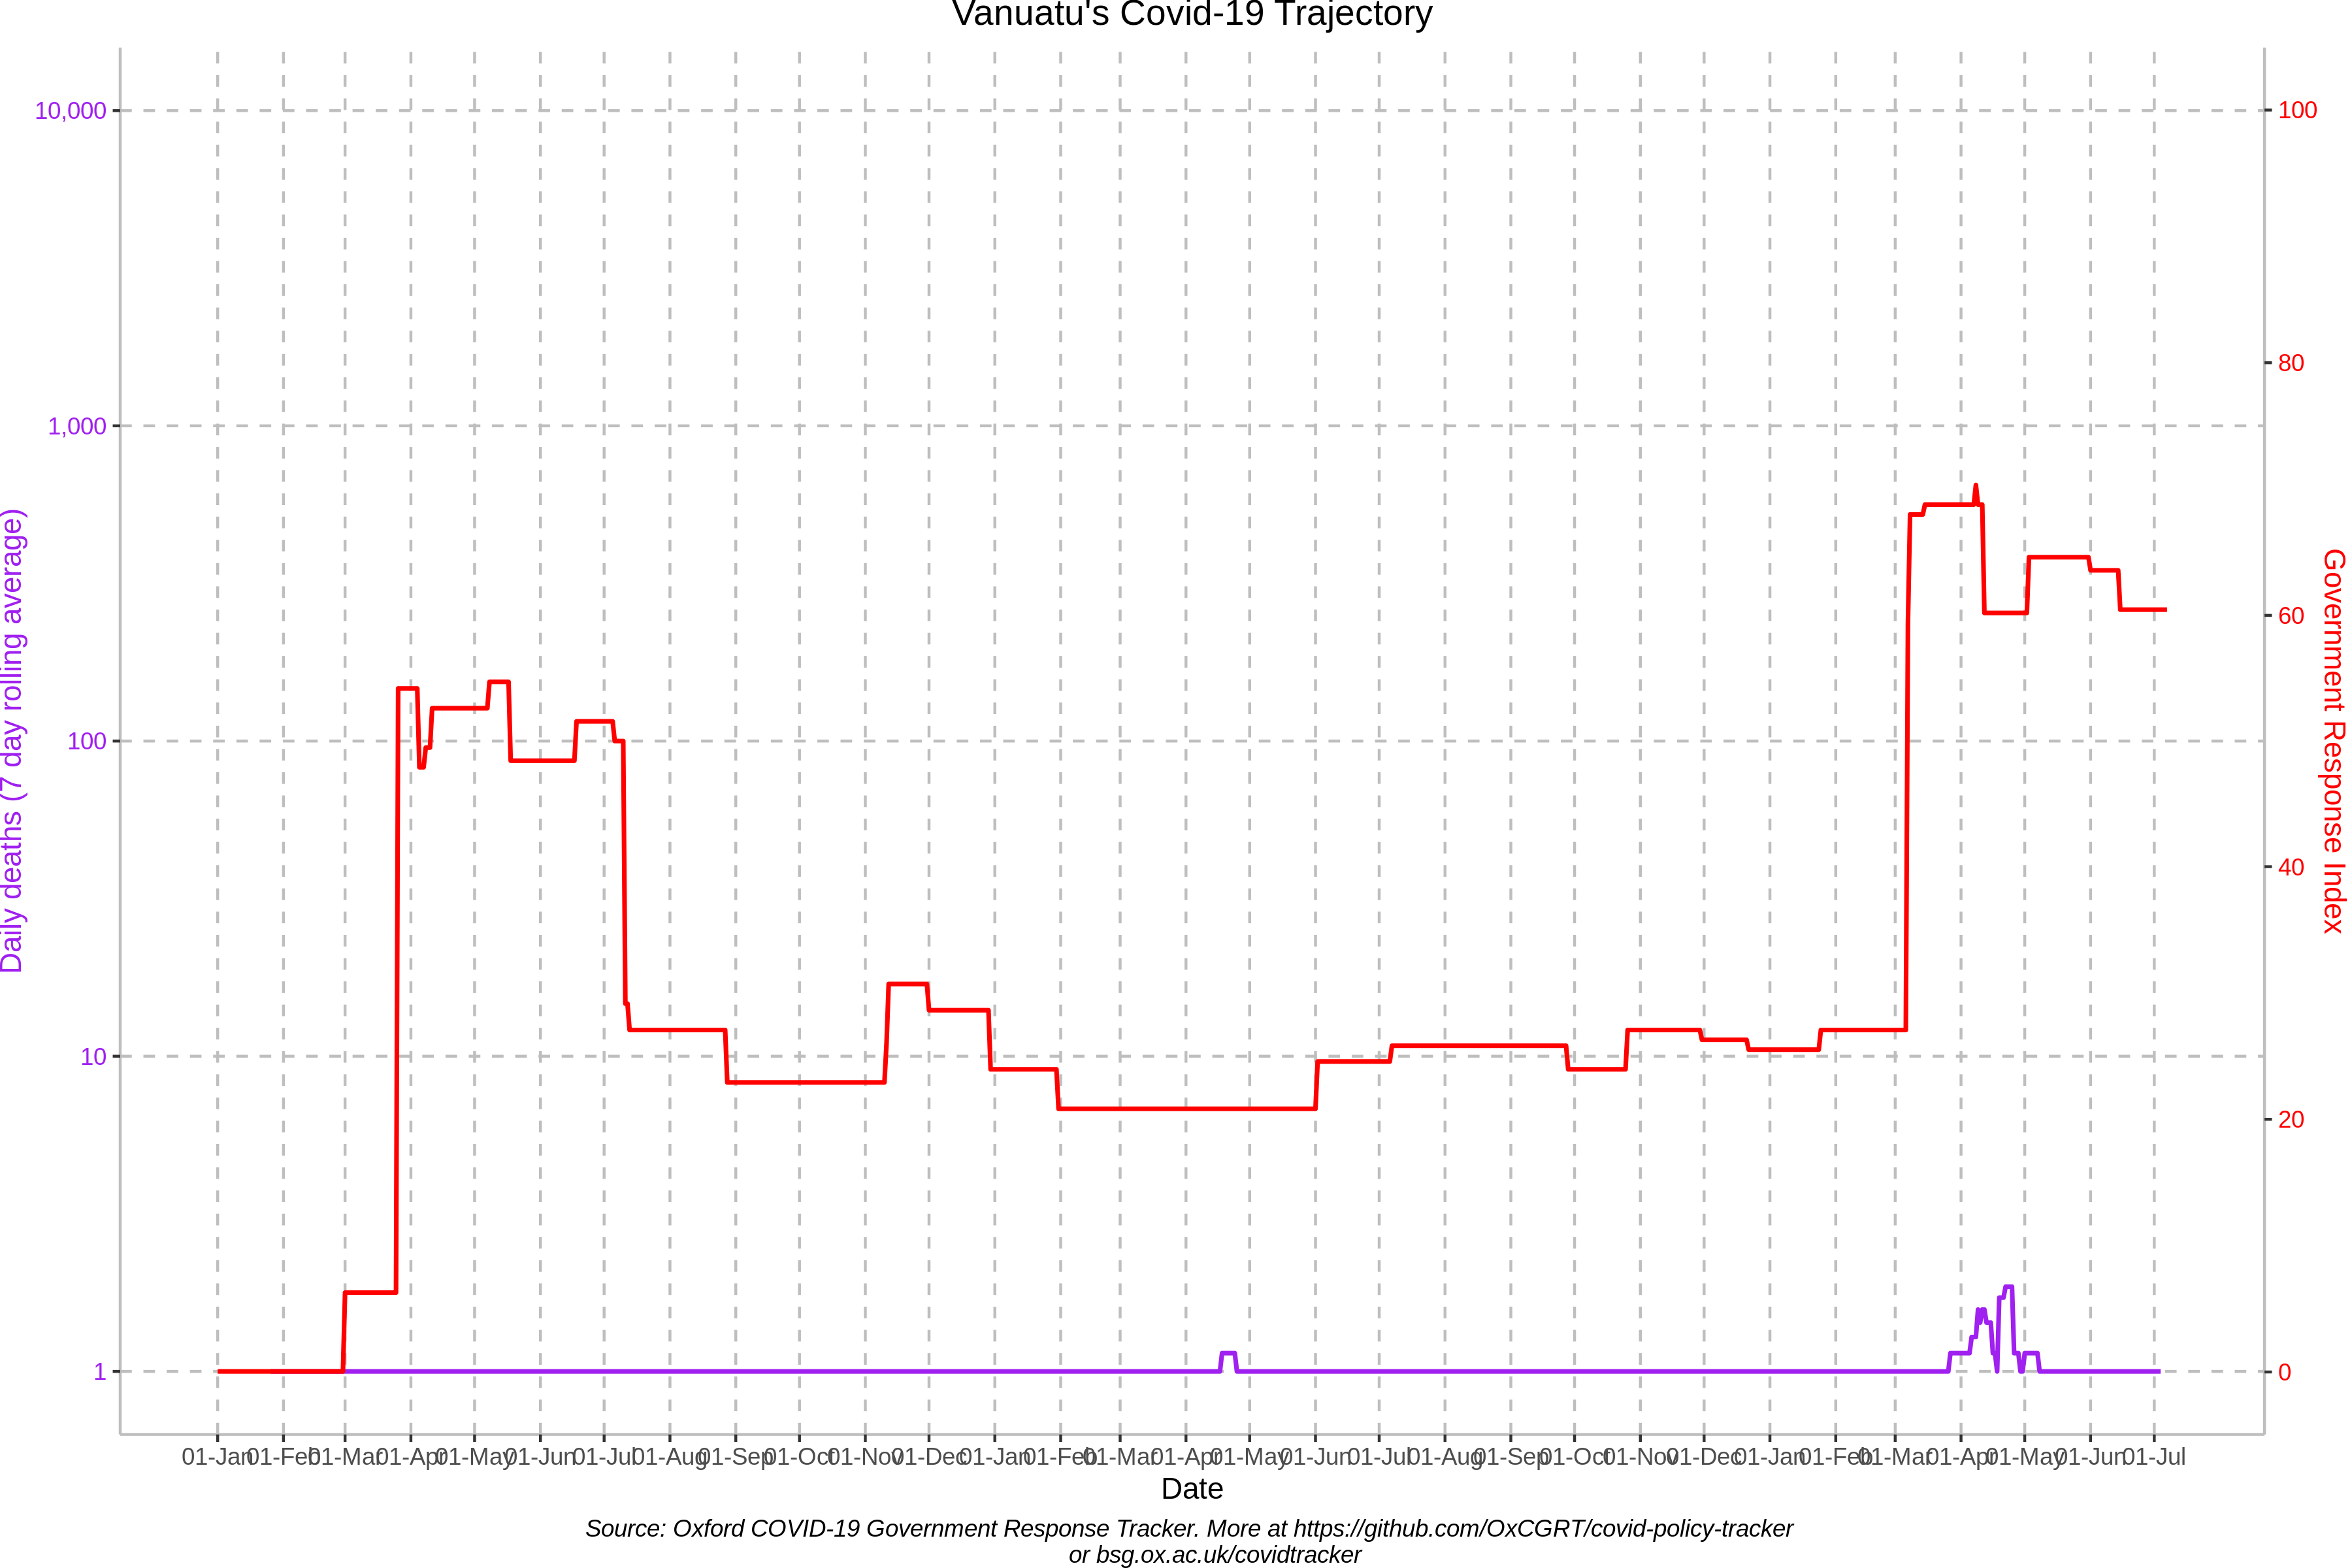 Vanuatu's Covid-19 Trajectory
Daily deaths (7 day rolling average)
10,000
1,000
100
10
1
100
80
60
40
20
0
Government Response Index
01-Jan 01-Feb 01-Mar 01-Apr 01-May 01-Jun 01-Jul 01-Aug 01-Sep 01-Oct 01-Nov 01-Dec 01-Jan 01-Feb 01-Mar 01-Apr 01-May 01-Jun 01-Jul 01-Aug 01-Sep 01-Oct 01-Nov 01-Dec 01-Jan 01-Feb 01-Mar 01-Apr 01-May 01-Jun 01-Jul
Date
Source: Oxford COVID-19 Government Response Tracker. More at https://github.com/OxCGRT/covid-policy-tracker
or bsg.ox.ac.uk/covidtracker